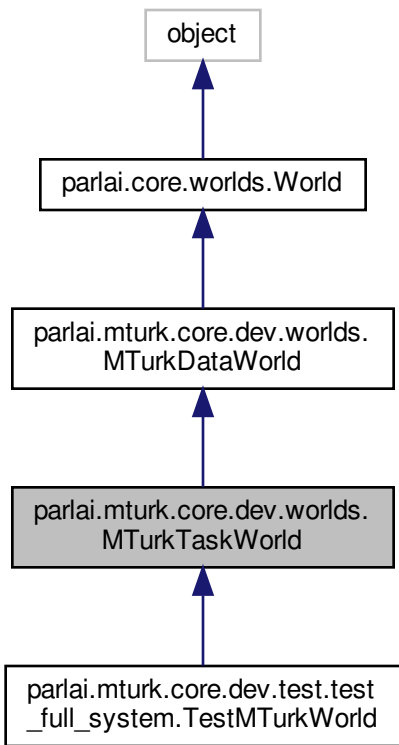 object
parlai.core.worlds.World
parlai.mturk.core.dev.worlds.
MTurkDataWorld
parlai.mturk.core.dev.worlds.
MTurkTaskWorld
parlai.mturk.core.dev.test.test
_full_system.TestMTurkWorld